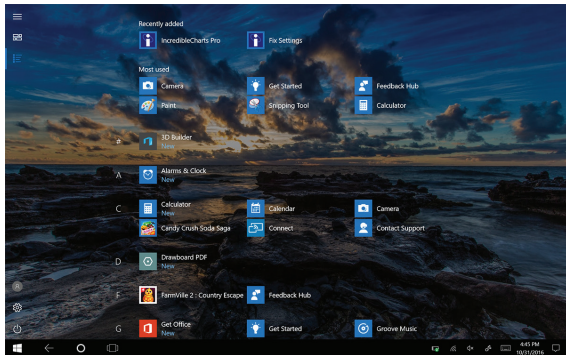 Recently added
IncredibleCharts Pro Fix Settings
Most used
Camera Get Started Feedback Hub
Paint Snipping Tool Calculator
#
3D Builder
New
A
Alarms & Clock
New
C
Calculator Calendar Camera
New
Candy Crush Soda Saga Connect Contact Support
D
Drawboard PDF
New
F
FarmVille 2 : Country Escape Feedback Hub
G
Get Office Get Started Groove Music
New
4:45 PM
10/31/2016